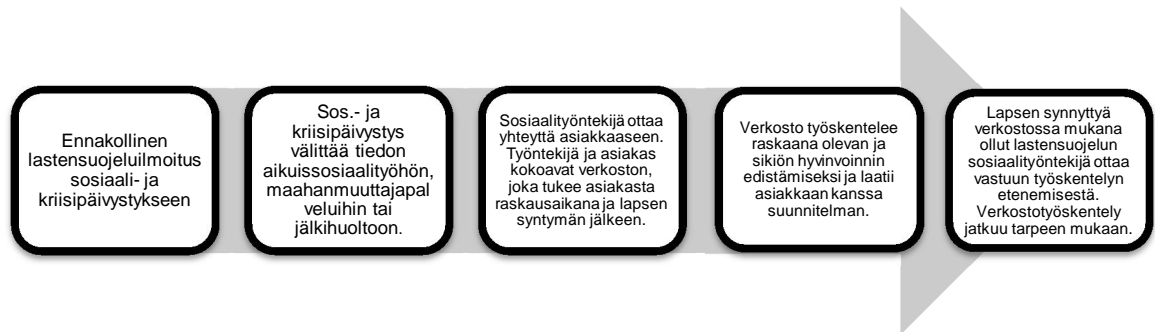 Ennakollinen
lastensuojeluilmoitus
sosiaali- ja
kriisipäivystykseen
Sos.- ja
kriisipäivystys
välittää tiedon
aikuissosiaalityöhön,
maahanmuuttajapal
veluihin tai
jälkihuoltoon.
Sosiaalityöntekijä ottaa
yhteyttä asiakkaaseen.
Työntekijä ja asiakas
kokoavat verkoston,
joka tukee asiakasta
raskausaikana ja lapsen
syntymän jälkeen.
Verkosto työskentelee
raskaana olevan ja
sikiön hyvinvoinnin
edistämiseksi ja laatii
asiakkaan kanssa
suunnitelman.
Lapsen synnyttyä
verkostossa mukana
ollut lastensuojelun
sosiaalityöntekijä ottaa
vastuun työskentelyn
etenemisestä.
Verkostotyöskentely
jatkuu tarpeen mukaan.